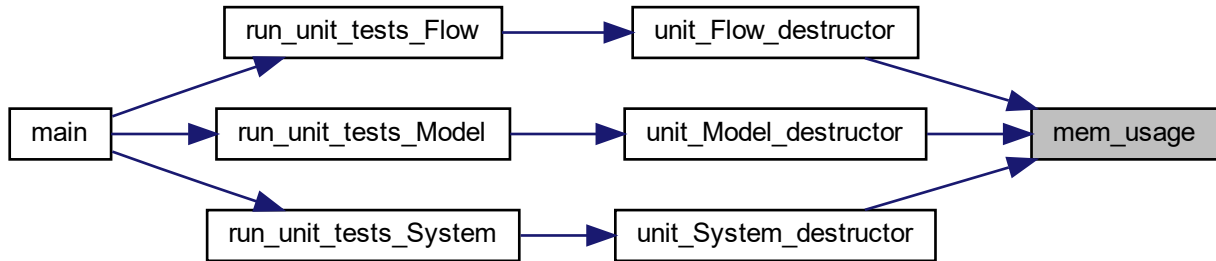 run_unit_tests_Flow
unit_Flow_destructor
main
run_unit_tests_Model
unit_Model_destructor
mem_usage
run_unit_tests_System
unit_System_destructor